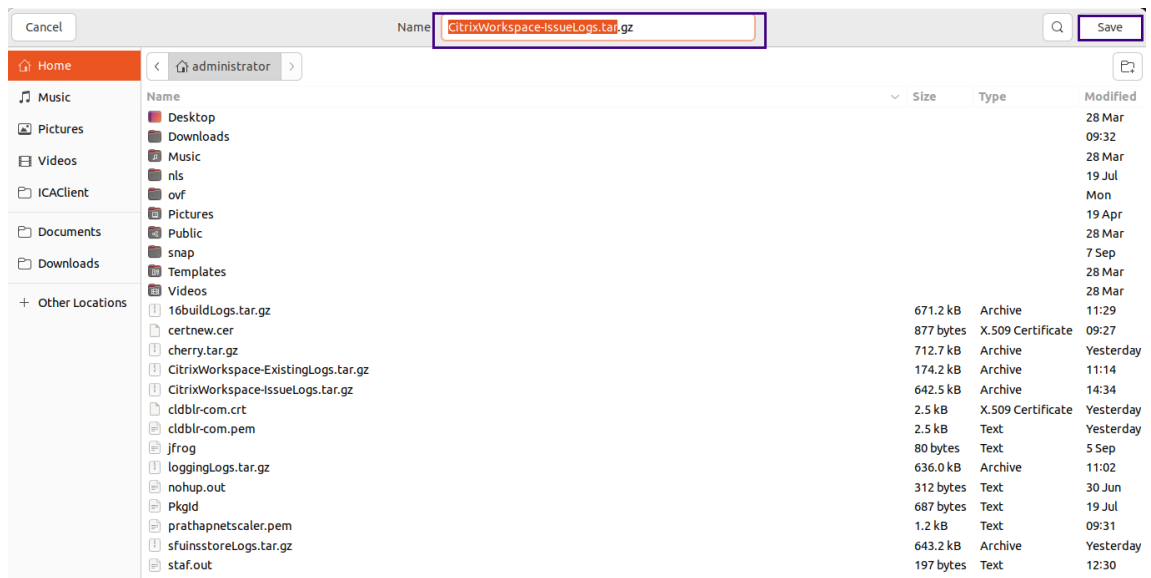 Cancel Name CitrixWorkspace-IssueLogs.tar.gz Save
Home
Music
Pictures
Videos
ICAClient
Documents
Downloads
+ Other Locations
administrator
Name Size Type Modified
Desktop 28 Mar
Downloads 09:32
Music 28 Mar
nls 19 Jul
ovf Mon
Pictures 19 Apr
Public 28 Mar
snap 7 Sep
Templates 28 Mar
Videos 28 Mar
16buildLogs.tar.gz 671.2 kB Archive 11:29
certnew.cer 877 bytes X.509 Certificate 09:27
cherry.tar.gz 712.7 kB Archive Yesterday
CitrixWorkspace-ExistingLogs.tar.gz 174.2 kB Archive 11:14
CitrixWorkspace-IssueLogs.tar.gz 642.5 kB Archive 14:34
cldblr-com.crt 2.5 kB X.509 Certificate Yesterday
cldblr-com.pem 2.5 kB Text Yesterday
jfrog 80 bytes Text 5 Sep
loggingLogs.tar.gz 636.0 kB Archive 11:02
nohup.out 312 bytes Text 30 Jun
PkgId 687 bytes Text 19 Jul
prathapnetscaler.pem 1.2 kB Text 09:31
sfuinsstoreLogs.tar.gz 643.2 kB Archive Yesterday
staf.out 197 bytes Text 12:30